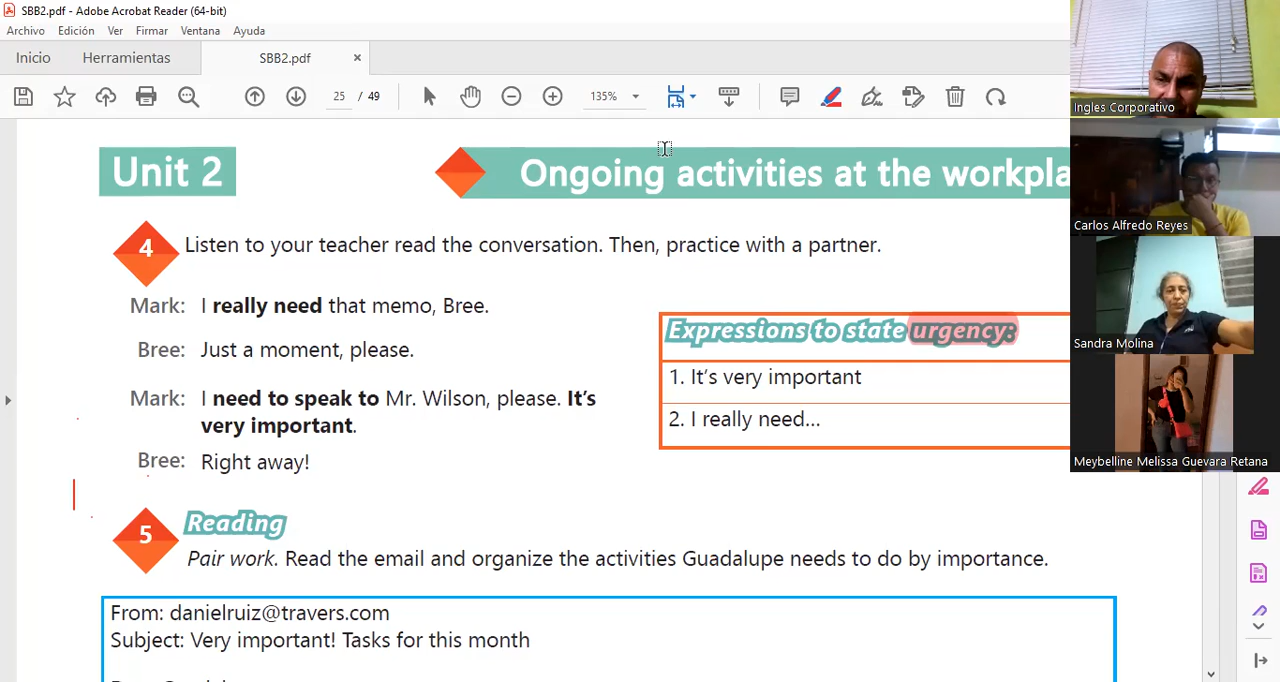 SBB2.pdf - Adobe Acrobat Reader (64-bit)
Archivo Edición Ver Firmar Ventana Ayuda
Inicio Herramientas SBB2.pdf ×
25 / 49 135%
Unit 2
Ongoing activities at the workpla
4 Listen to your teacher read the conversation. Then, practice with a partner.
Mark: I really need that memo, Bree.
Bree: Just a moment, please.
Mark: I need to speak to Mr. Wilson, please. It's
very important.
Bree: Right away!
Expressions to state urgency:
1. It's very important
2. I really need...
5 Reading
Pair work. Read the email and organize the activities Guadalupe needs to do by importance.
From: danielruiz@travers.com
Subject: Very important! Tasks for this month
Ingles Corporativo
Carlos Alfredo Reyes
Sandra Molina
Meybelline Melissa Guevara Retana